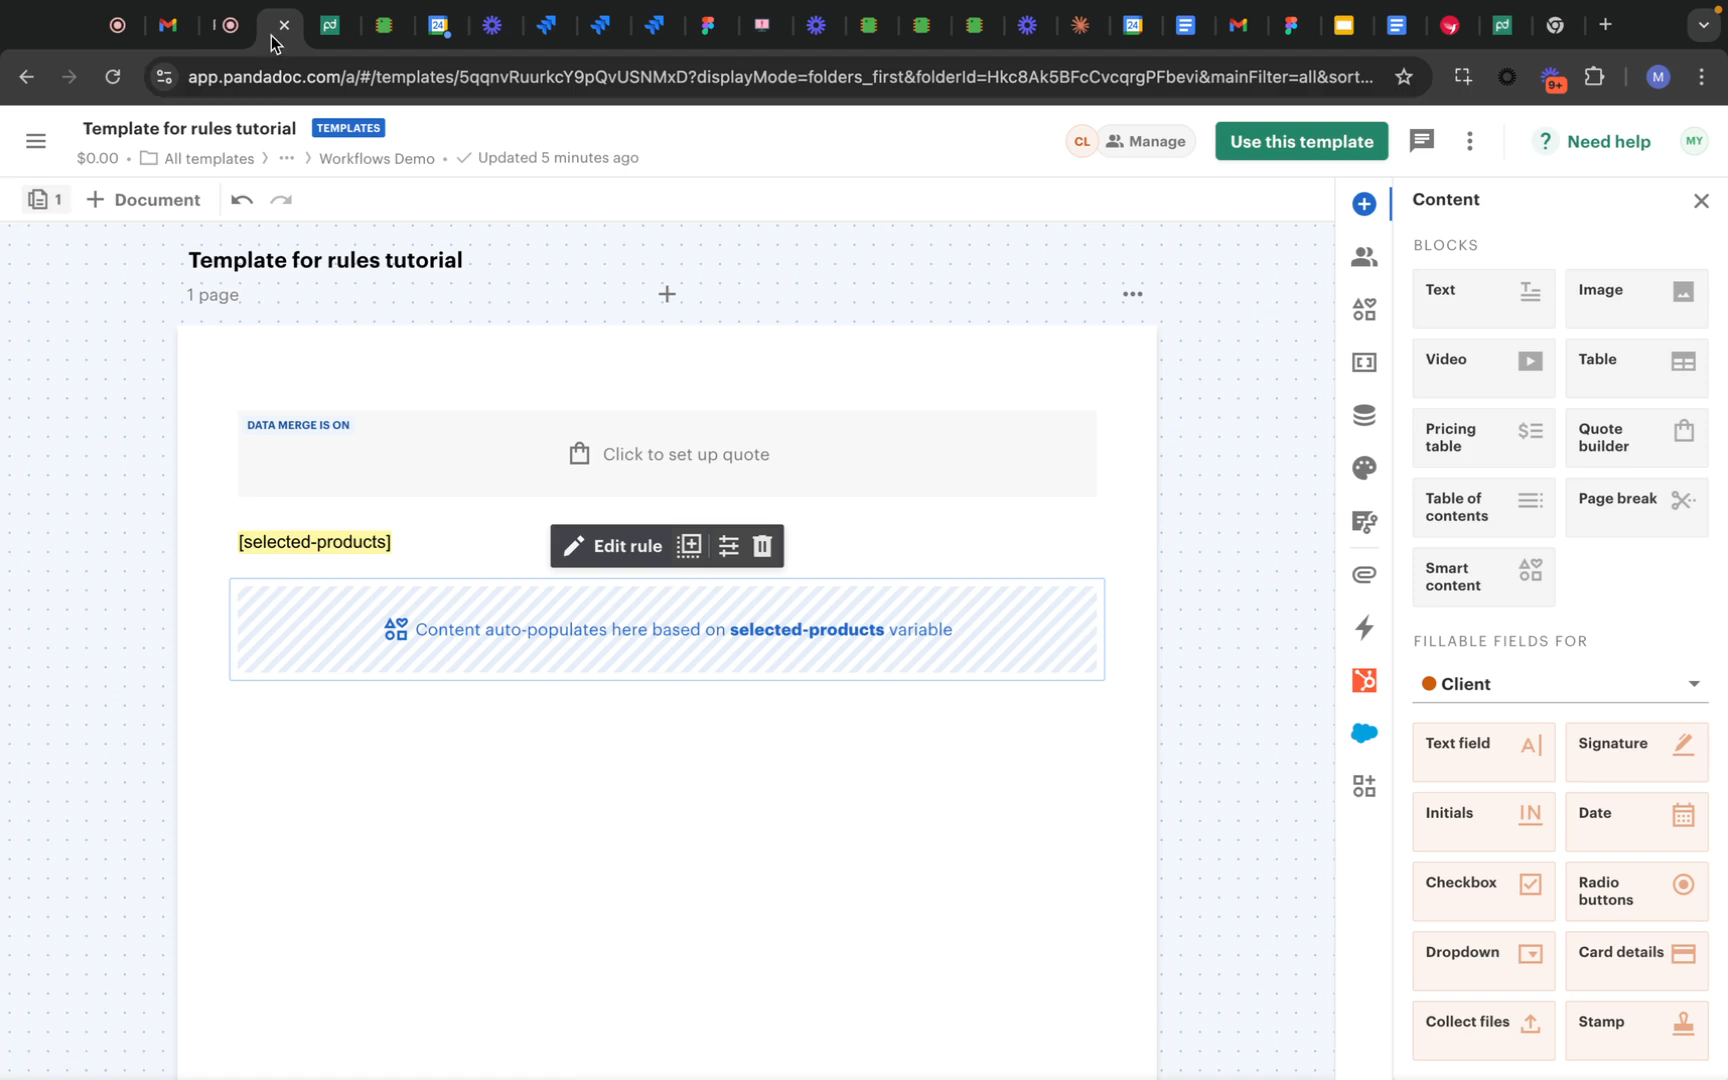 24
24
app.pandadoc.com/a/#/templates/5qqnvRuurkcY9pQvUSNMxD?displayMode=folders_first&folderId=Hkc8Ak5BFcCvcqrgPFbevi&mainFilter=all&sort...
9+
M
Template for rules tutorial TEMPLATES
$0.00 • All templates > ••• > Workflows Demo • Updated 5 minutes ago
CL Manage
Use this template
? Need help
MY
1 + Document
Template for rules tutorial
1 page
DATA MERGE IS ON
Click to set up quote
[selected-products]
Edit rule
Content auto-populates here based on selected-products variable
Content
BLOCKS
Text
Image
Video
Table
Pricing
table
Quote
builder
Table of
contents
Page break
Smart
content
FILLABLE FIELDS FOR
Client
Text field
Signature
Initials
IN
Date
Checkbox
Radio
buttons
Dropdown
Card details
Collect files
Stamp